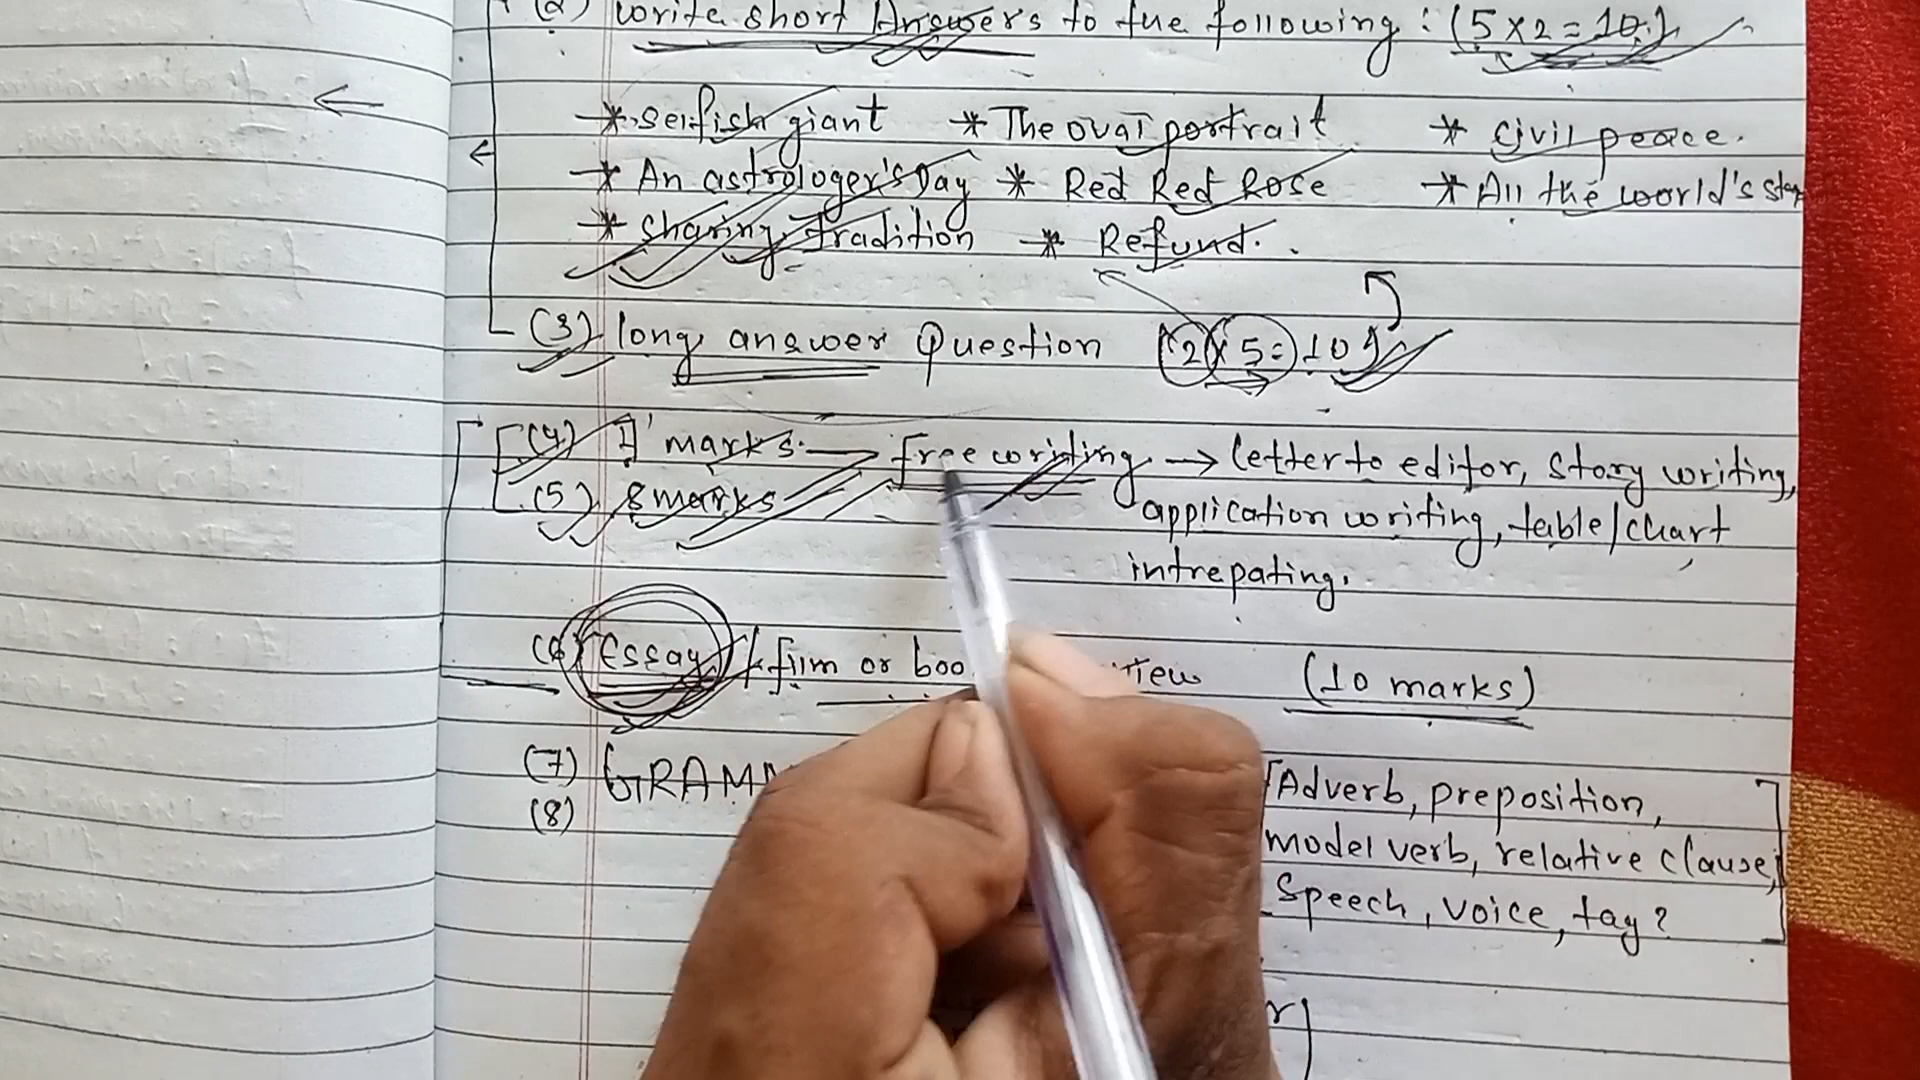 (2) Write short Answers to the following : (5×2=10)
* Selfish giant * The oval portrait * Civil peace.
* An astrologer's Day * Red Red Rose * All the world's
* Sharing Tradition * Refund.
(3) long answer Question (2×5=10)
(4) marks → free writing → letter to editor, story writing,
(5) 8 marks application writing, table/chart
intrepating.
(6) Essay / film or view (10 marks)
(7) [Adverb, preposition,
(8) model verb, relative clause,
Speech, voice, tag?]